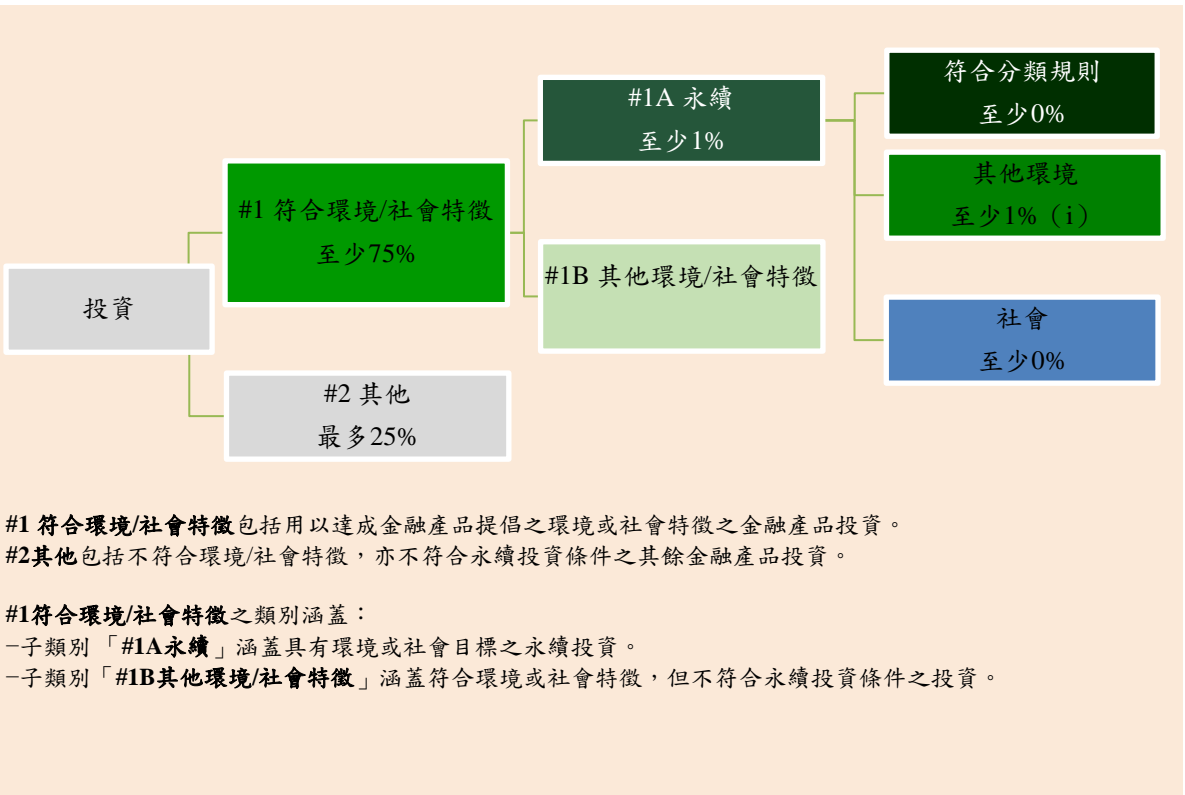 投資
#1 符合環境/社會特徵
至少75%
#2 其他
最多25%
#1A 永續
至少1%
#1B 其他環境/社會特徵
符合分類規則
至少0%
其他環境
至少1%（i）
社會
至少0%
#1 符合環境/社會特徵包括用以達成金融產品提倡之環境或社會特徵之金融產品投資。
#2其他包括不符合環境/社會特徵，亦不符合永續投資條件之其餘金融產品投資。
#1符合環境/社會特徵之類別涵蓋：
–子類別「#1A永續」涵蓋具有環境或社會目標之永續投資。
–子類別「#1B其他環境/社會特徵」涵蓋符合環境或社會特徵，但不符合永續投資條件之投資。